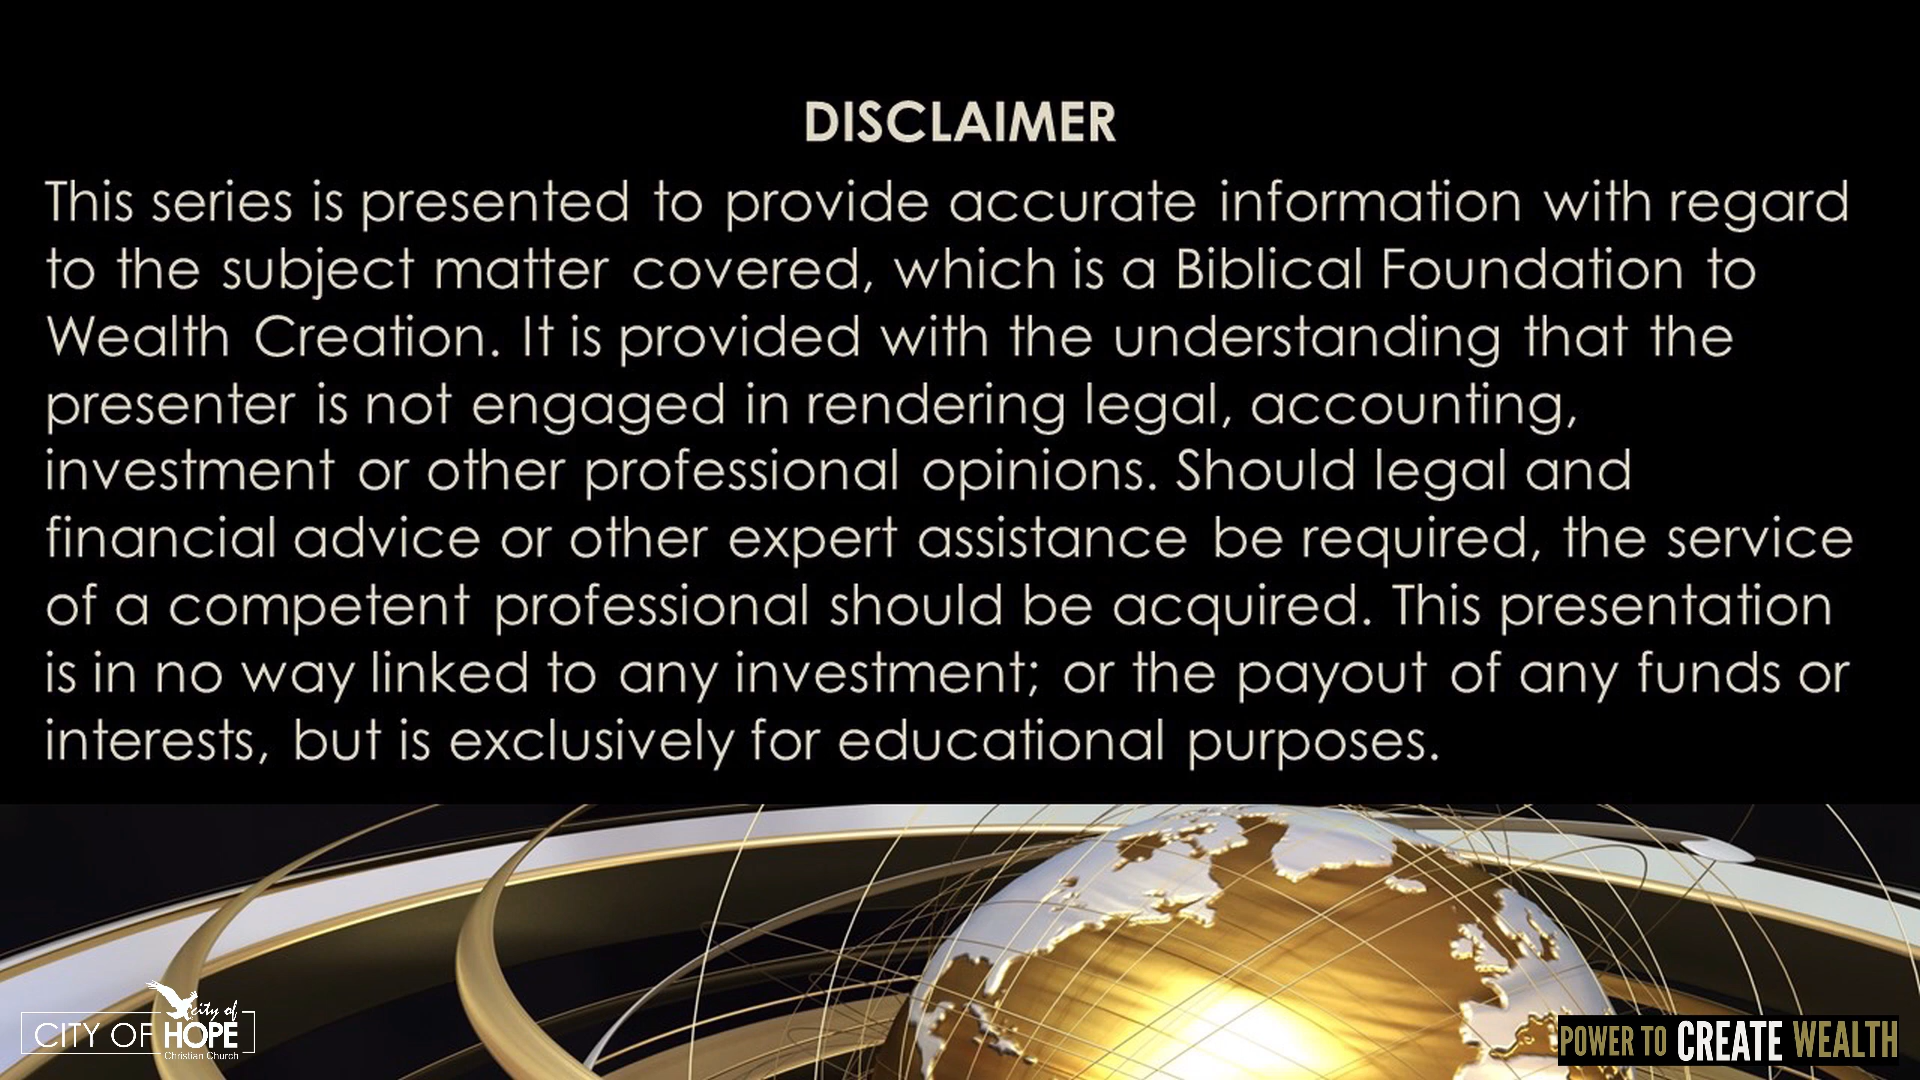 DISCLAIMER
This series is presented to provide accurate information with regard
to the subject matter covered, which is a Biblical Foundation to
Wealth Creation. It is provided with the understanding that the
presenter is not engaged in rendering legal, accounting,
investment or other professional opinions. Should legal and
financial advice or other expert assistance be required, the service
of a competent professional should be acquired. This presentation
is in no way linked to any investment; or the payout of any funds or
interests, but is exclusively for educational purposes.
city of
CITY OF HOPE
Christian Church
POWER TO CREATE WEALTH